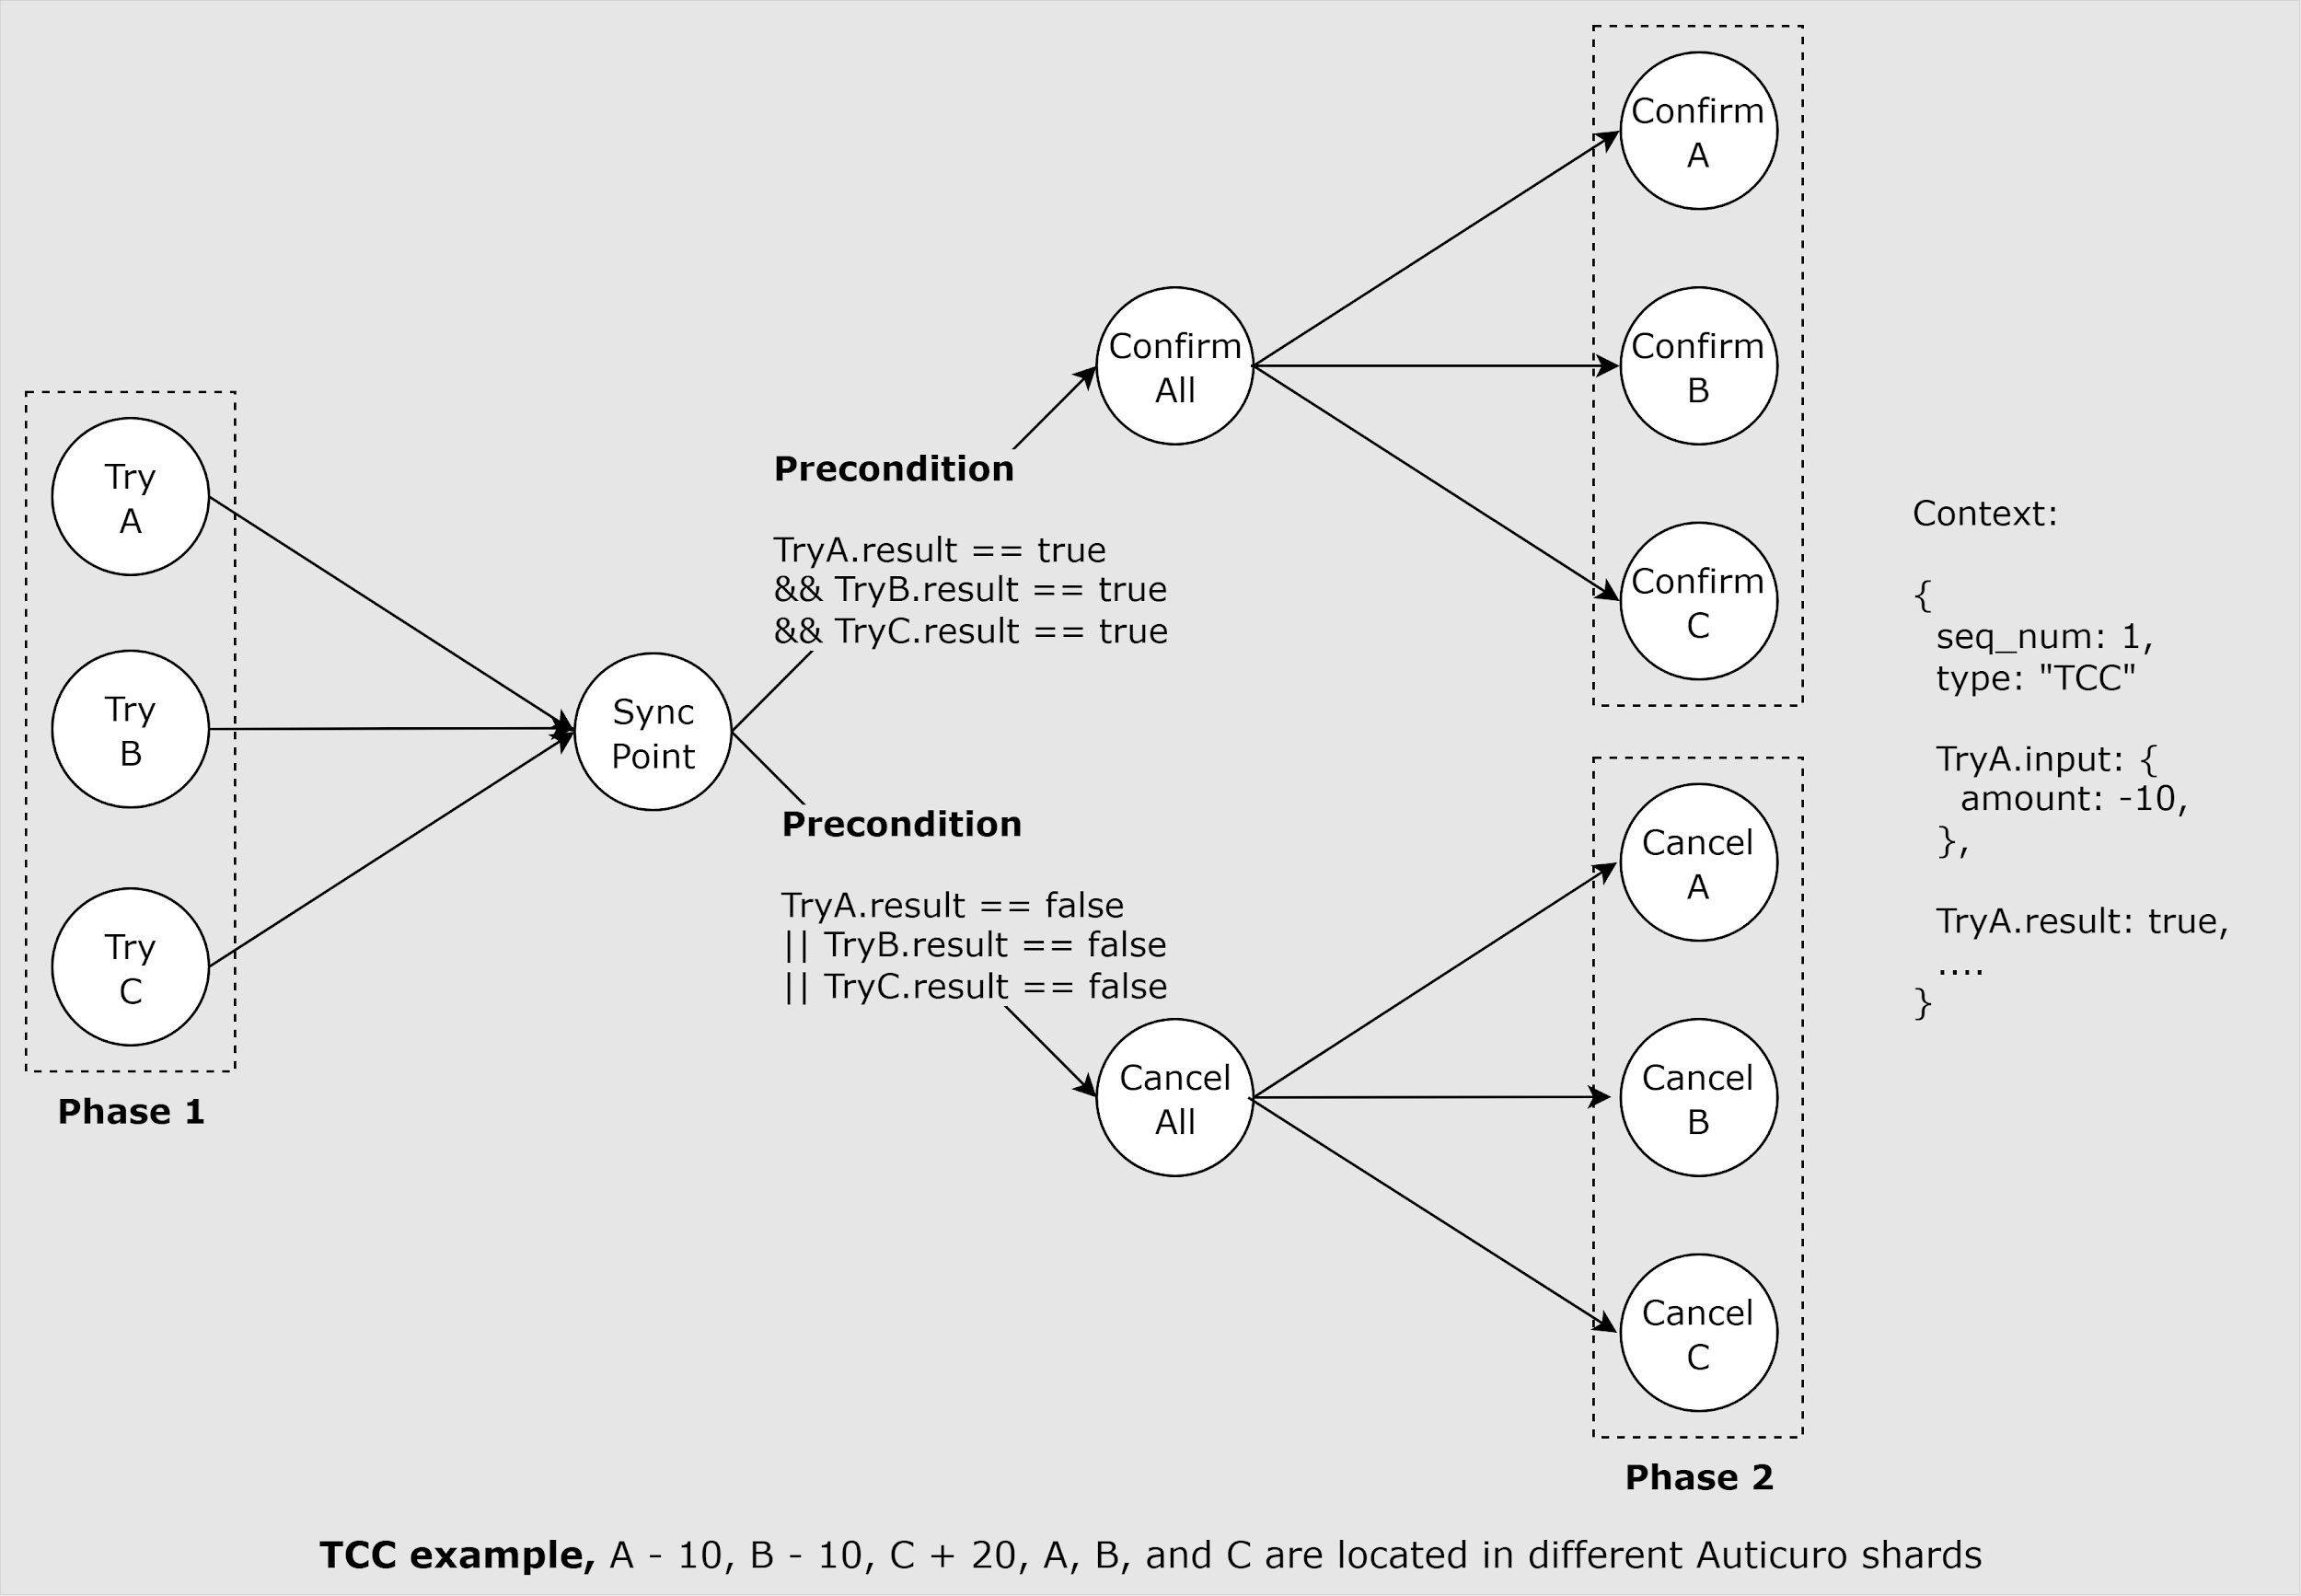 Try
A
Try
B
Try
C
Phase 1
Sync
Point
Precondition
TryA.result == true
&& TryB.result == true
&& TryC.result == true
Precondition
TryA.result == false
|| TryB.result == false
|| TryC.result == false
Confirm
All
Cancel
All
Confirm
A
Confirm
B
Confirm
C
Cancel
A
Cancel
B
Cancel
C
Phase 2
Context:
{
seq_num: 1,
type: "TCC"
TryA.input: {
amount: -10,
},
TryA.result: true,
....
}
TCC example, A - 10, B - 10, C + 20, A, B, and C are located in different Auticuro shards